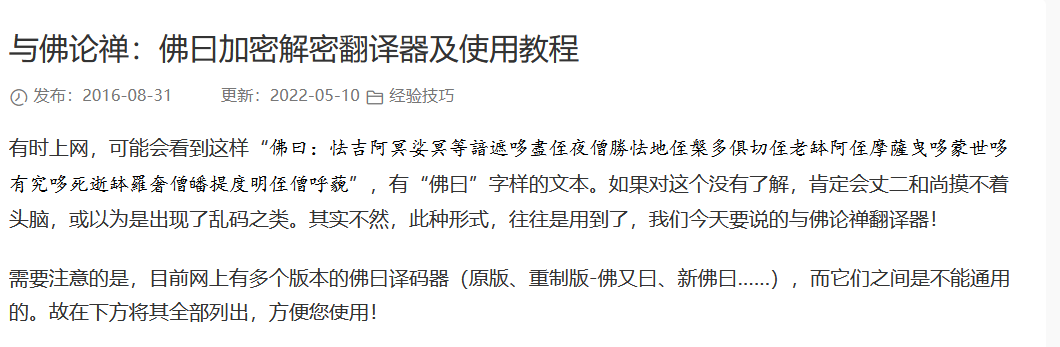 与佛论禅：佛曰加密解密翻译器及使用教程
发布：2016-08-31 更新：2022-05-10 经验技巧
有时上网，可能会看到这样“佛曰：怯吉阿冥娑冥等諳遮哆盡侄夜僧勝怯地侄槃多俱切侄老缽阿侄摩薩曳哆蒙世哆
有究哆死逝缽羅奢僧皤提度明侄僧呼藐”，有“佛曰”字样的文本。如果对这个没有了解，肯定会丈二和尚摸不着
头脑，或以为是出现了乱码之类。其实不然，此种形式，往往是用到了，我们今天要说的与佛论禅翻译器！
需要注意的是，目前网上有多个版本的佛曰译码器（原版、重制版-佛又曰、新佛曰......），而它们之间是不能通用
的。故在下方将其全部列出，方便您使用！